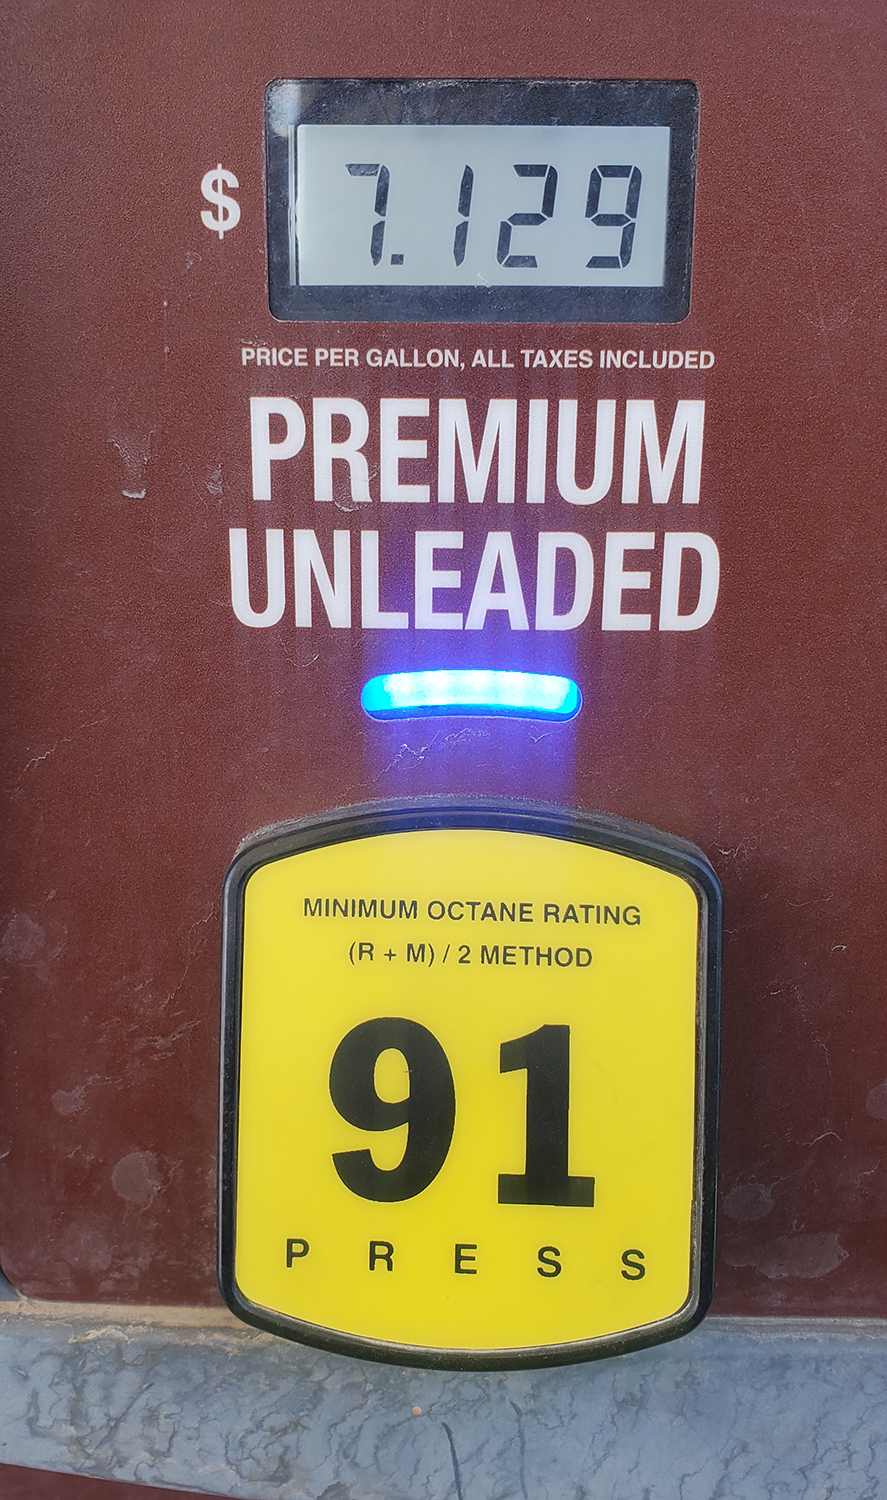 $ 7.129
PRICE PER GALLON, ALL TAXES INCLUDED
PREMIUM
UNLEADED
MINIMUM OCTANE RATING
(R + M) / 2 METHOD
91
PRESS